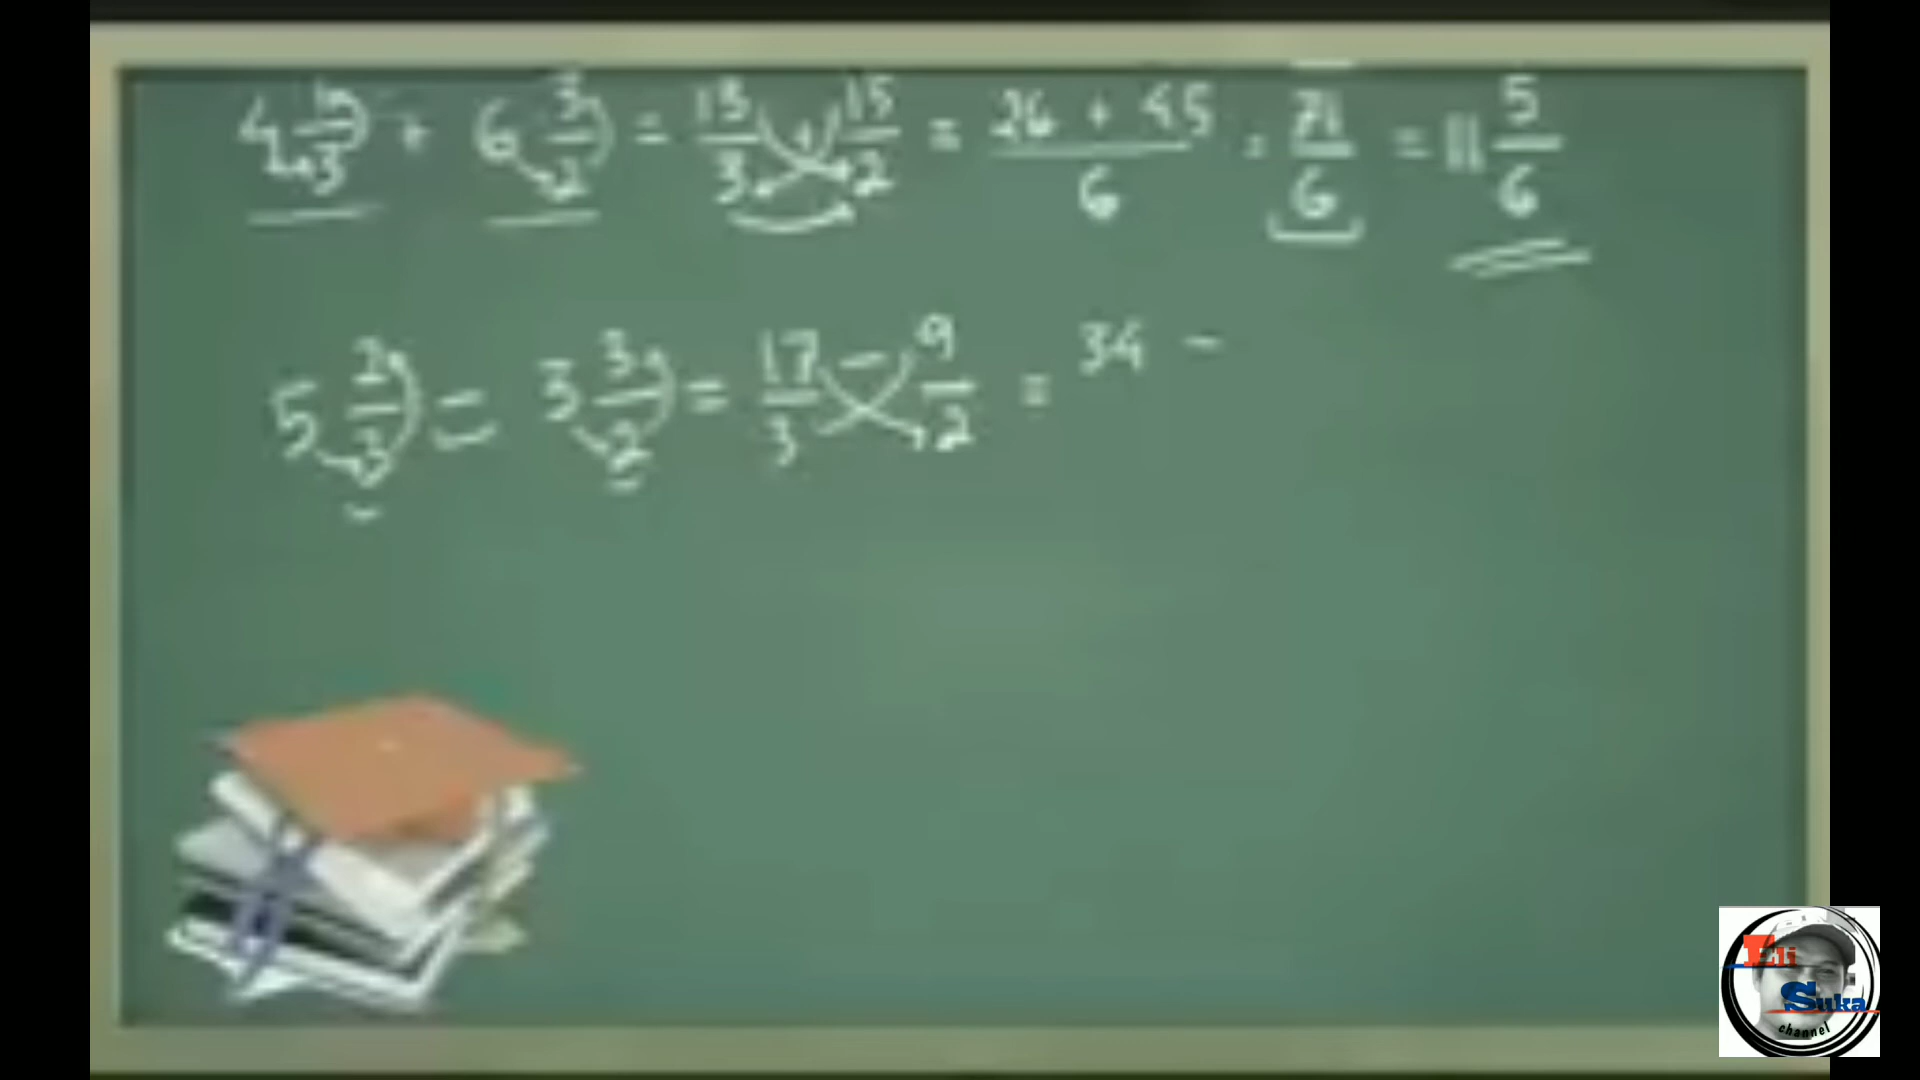 4 1/3 + 6 3/2 = 13/3 + 15/2 = 26 + 45/6 = 71/6 = 11 5/6
5 2/3 = 3 3/2 = 17/3 - 9/2 = 34 -
Eli
Suka
channel